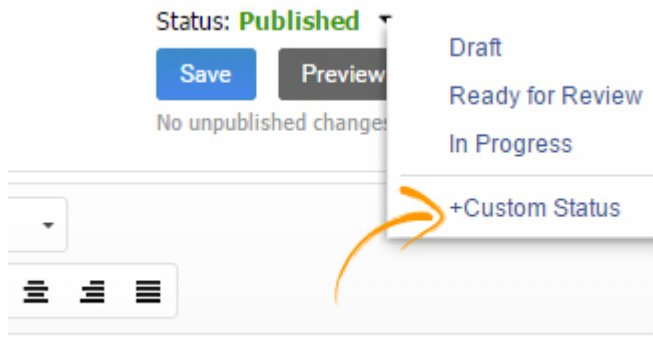 Status: Published
Save
Preview
No unpublished changes
Draft
Ready for Review
In Progress
+Custom Status